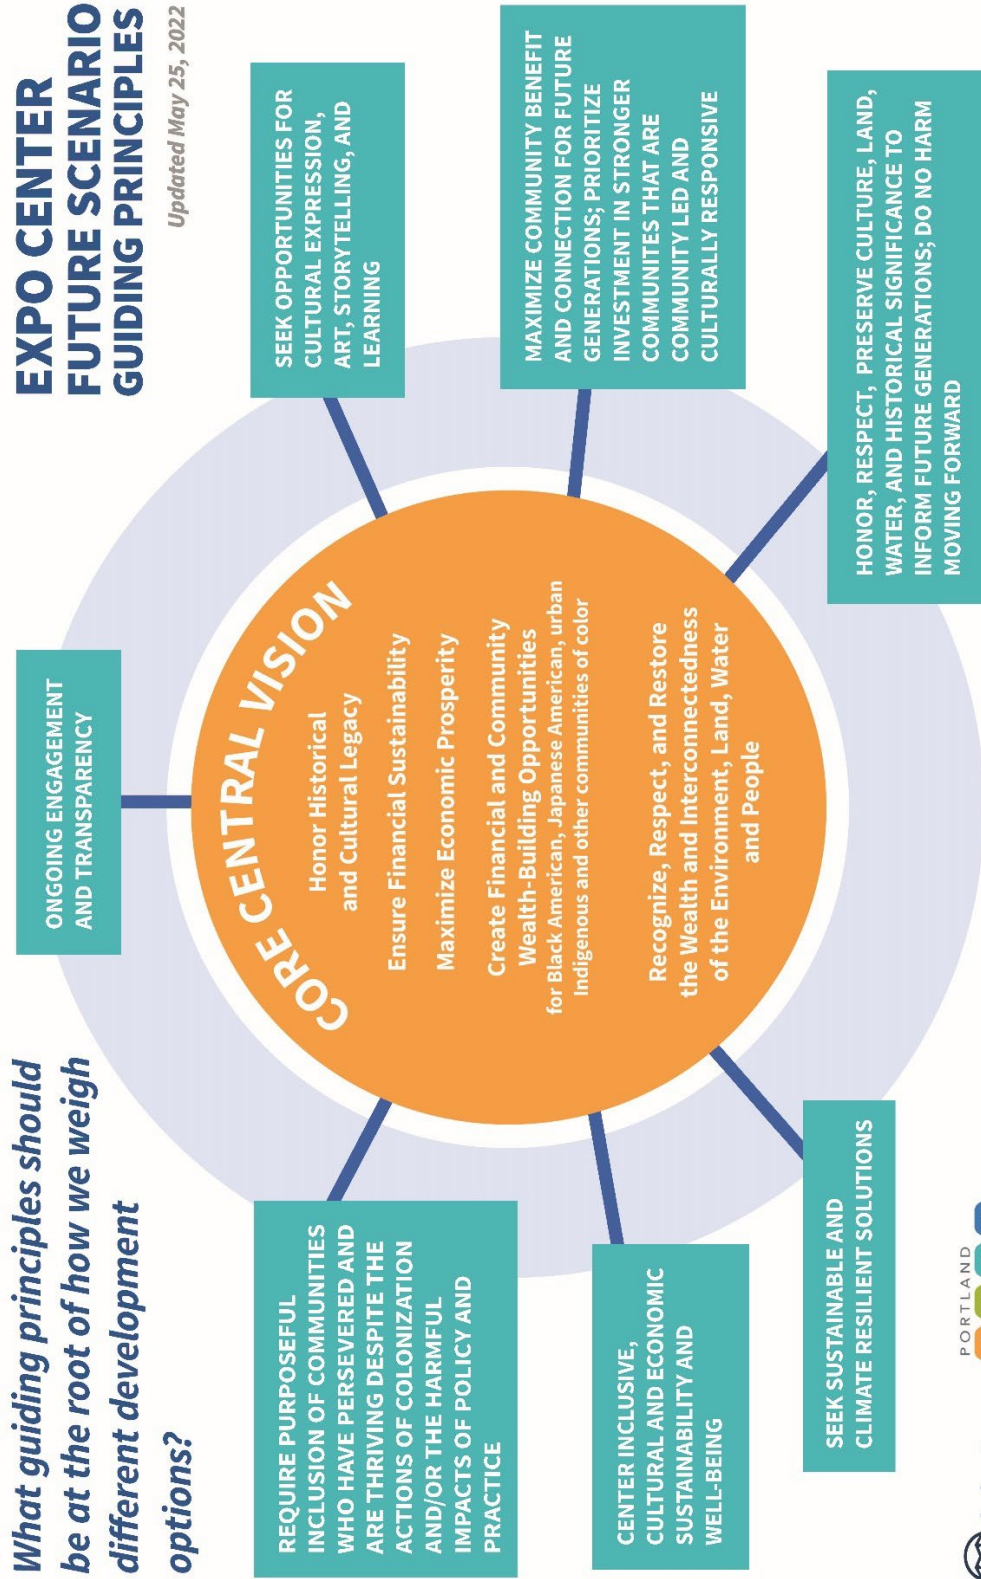 What guiding principles should
be at the root of how we weigh
different development
options?
EXPO CENTER
FUTURE SCENARIO
GUIDING PRINCIPLES
Updated May 25, 2022
ONGOING ENGAGEMENT
AND TRANSPARENCY
REQUIRE PURPOSEFUL
INCLUSION OF COMMUNITIES
WHO HAVE PERSEVERED AND
ARE THRIVING DESPITE THE
ACTIONS OF COLONIZATION
AND/OR THE HARMFUL
IMPACTS OF POLICY AND
PRACTICE
CENTER INCLUSIVE,
CULTURAL AND ECONOMIC
SUSTAINABILITY AND
WELL-BEING
SEEK SUSTAINABLE AND
CLIMATE RESILIENT SOLUTIONS
CORE CENTRAL VISION
Honor Historical
and Cultural Legacy
Ensure Financial Sustainability
Maximize Economic Prosperity
Create Financial and Community
Wealth-Building Opportunities
for Black American, Japanese American, urban
Indigenous and other communities of color
Recognize, Respect, and Restore
the Wealth and Interconnectedness
of the Environment, Land, Water
and People
SEEK OPPORTUNITIES FOR
CULTURAL EXPRESSION,
ART, STORYTELLING, AND
LEARNING
MAXIMIZE COMMUNITY BENEFIT
AND CONNECTION FOR FUTURE
GENERATIONS; PRIORITIZE
INVESTMENT IN STRONGER
COMMUNITES THAT ARE
COMMUNITY LED AND
CULTURALLY RESPONSIVE
HONOR, RESPECT, PRESERVE CULTURE, LAND,
WATER, AND HISTORICAL SIGNIFICANCE TO
INFORM FUTURE GENERATIONS; DO NO HARM
MOVING FORWARD
PORTLAND